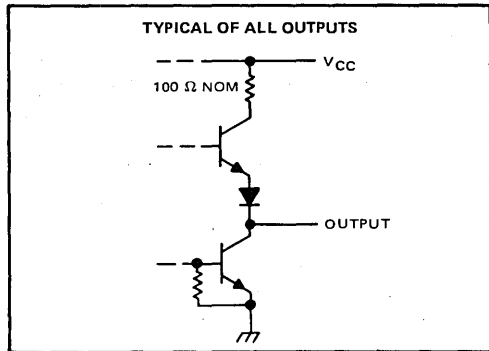 TYPICAL OF ALL OUTPUTS
VCC
100 Ω NOM
OUTPUT